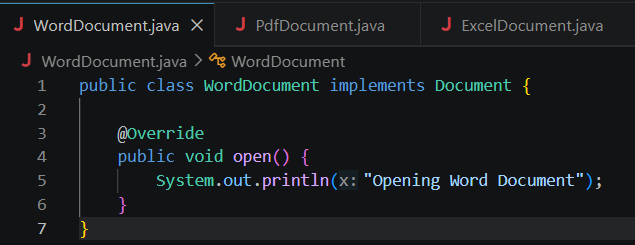 J WordDocument.java × J PdfDocument.java J ExcelDocument.java
J WordDocument.java > WordDocument
1 public class WordDocument implements Document {
2
3 @Override
4 public void open() {
5 System.out.println(x: "Opening Word Document");
6 }
7 }